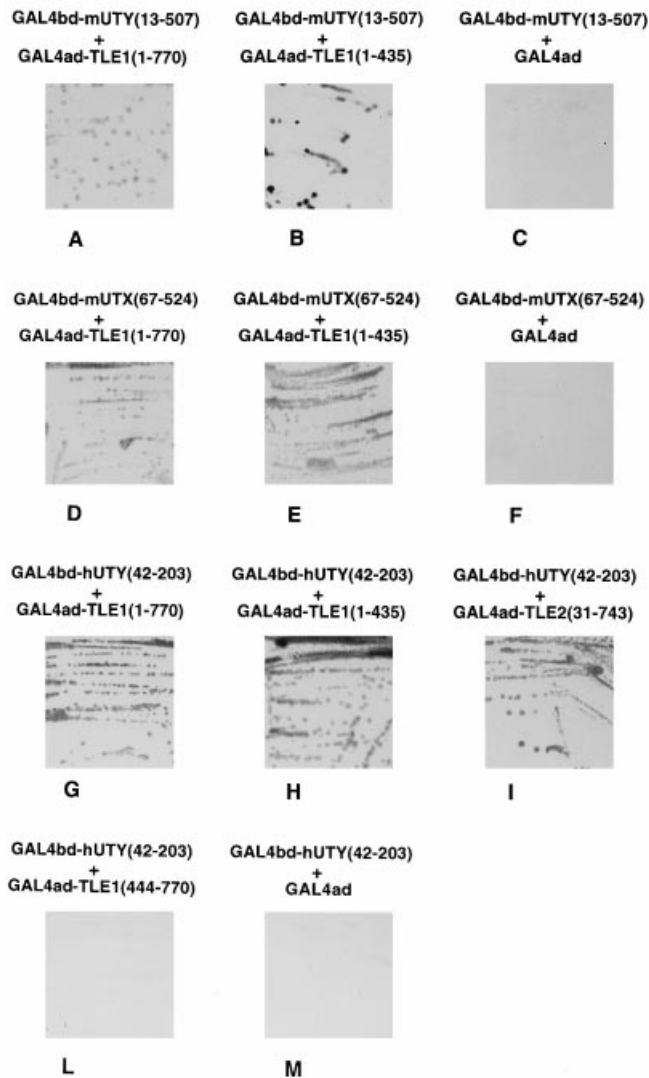 GAL4bd-mUTY(13-507)
+
GAL4ad-TLE1(1-770)
A
GAL4bd-mUTY(13-507)
+
GAL4ad-TLE1(1-435)
B
GAL4bd-mUTY(13-507)
+
GAL4ad
C
GAL4bd-mUTX(67-524)
+
GAL4ad-TLE1(1-770)
D
GAL4bd-mUTX(67-524)
+
GAL4ad-TLE1(1-435)
E
GAL4bd-mUTX(67-524)
+
GAL4ad
F
GAL4bd-hUTY(42-203)
+
GAL4ad-TLE1(1-770)
G
GAL4bd-hUTY(42-203)
+
GAL4ad-TLE1(1-435)
H
GAL4bd-hUTY(42-203)
+
GAL4ad-TLE2(31-743)
I
GAL4bd-hUTY(42-203)
+
GAL4ad-TLE1(444-770)
L
GAL4bd-hUTY(42-203)
+
GAL4ad
M